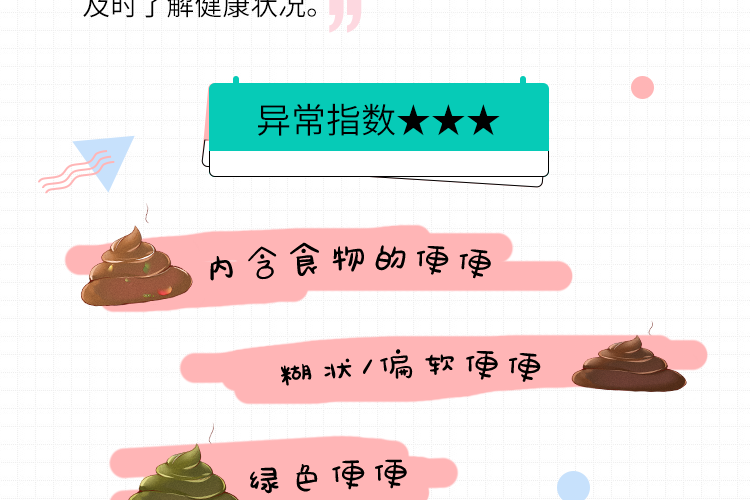 及时了解健康状况。
异常指数★★★
内含食物的便便
糊状/偏软便便
绿色便便